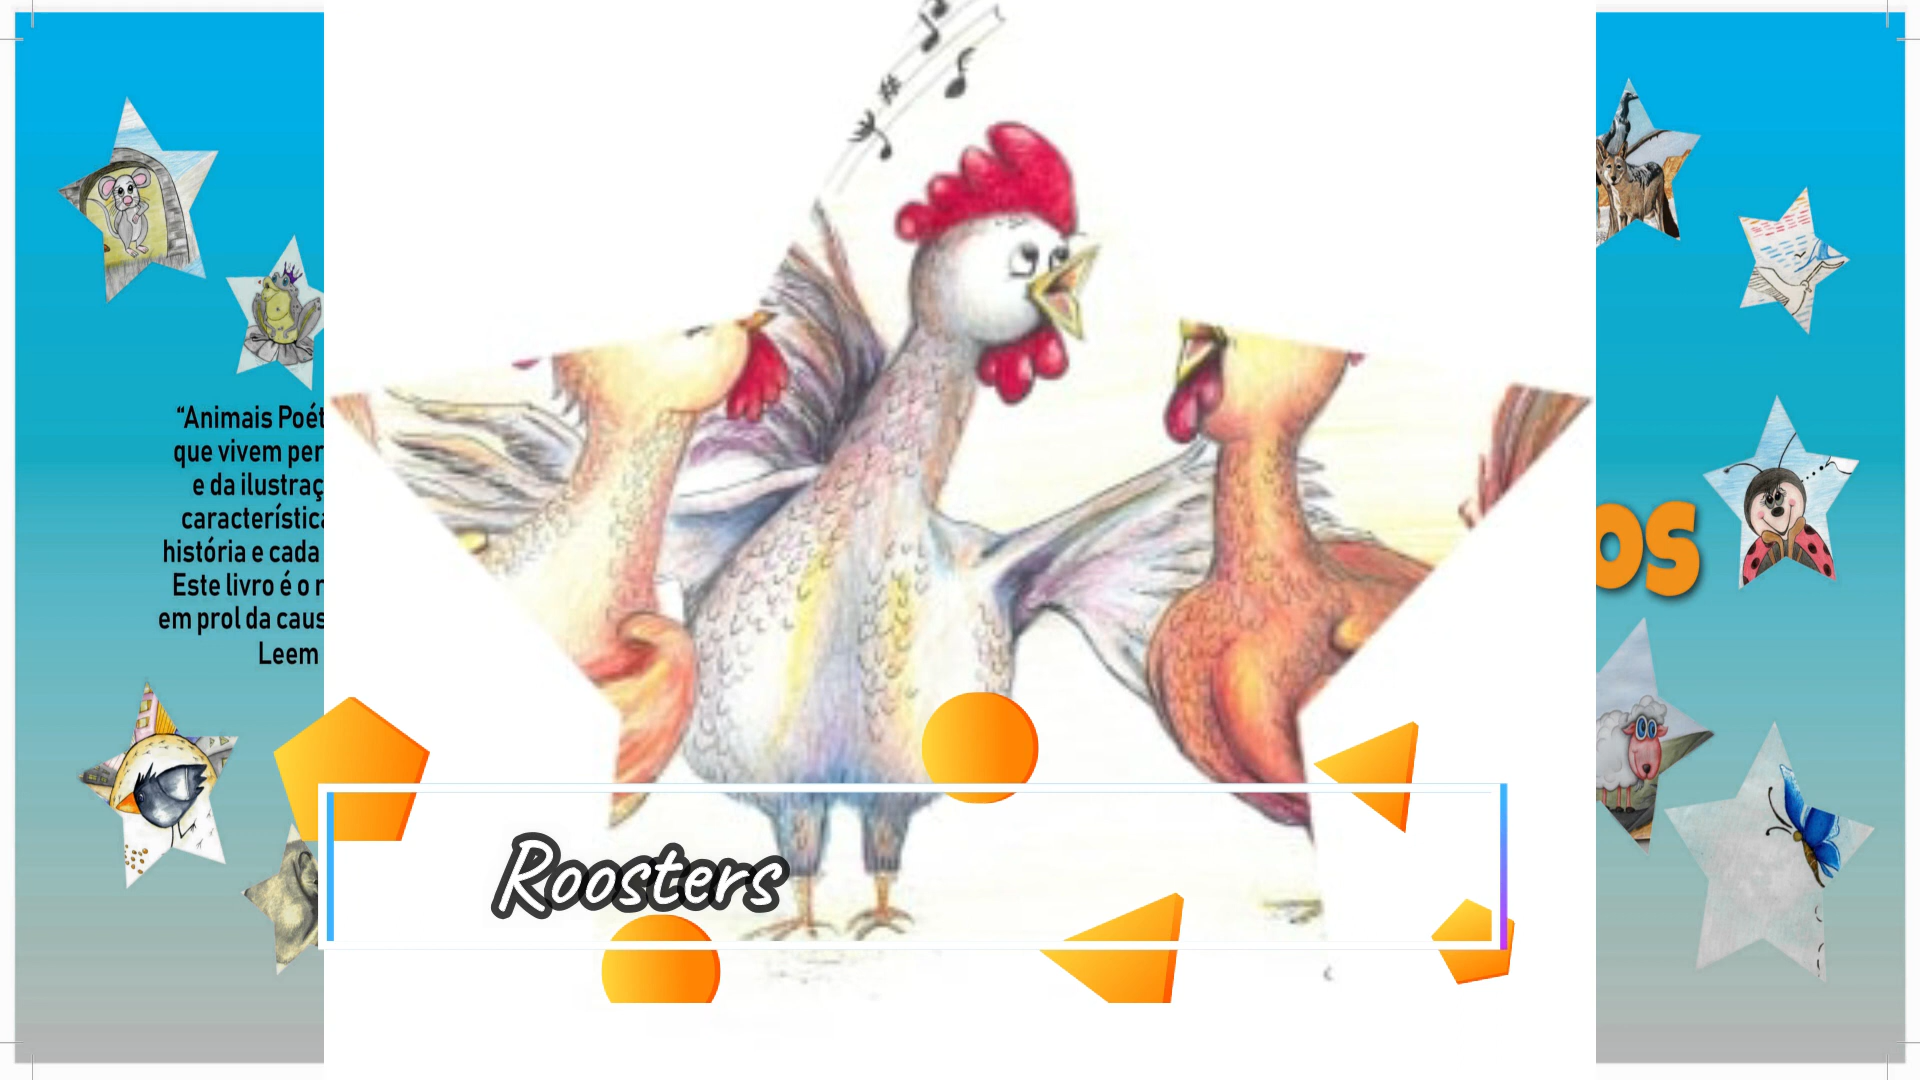 “Animais Poét
que vivem per
e da ilustraç
característica
história e cada
Este livro é o r
em prol da caus
Leem
os
Roosters